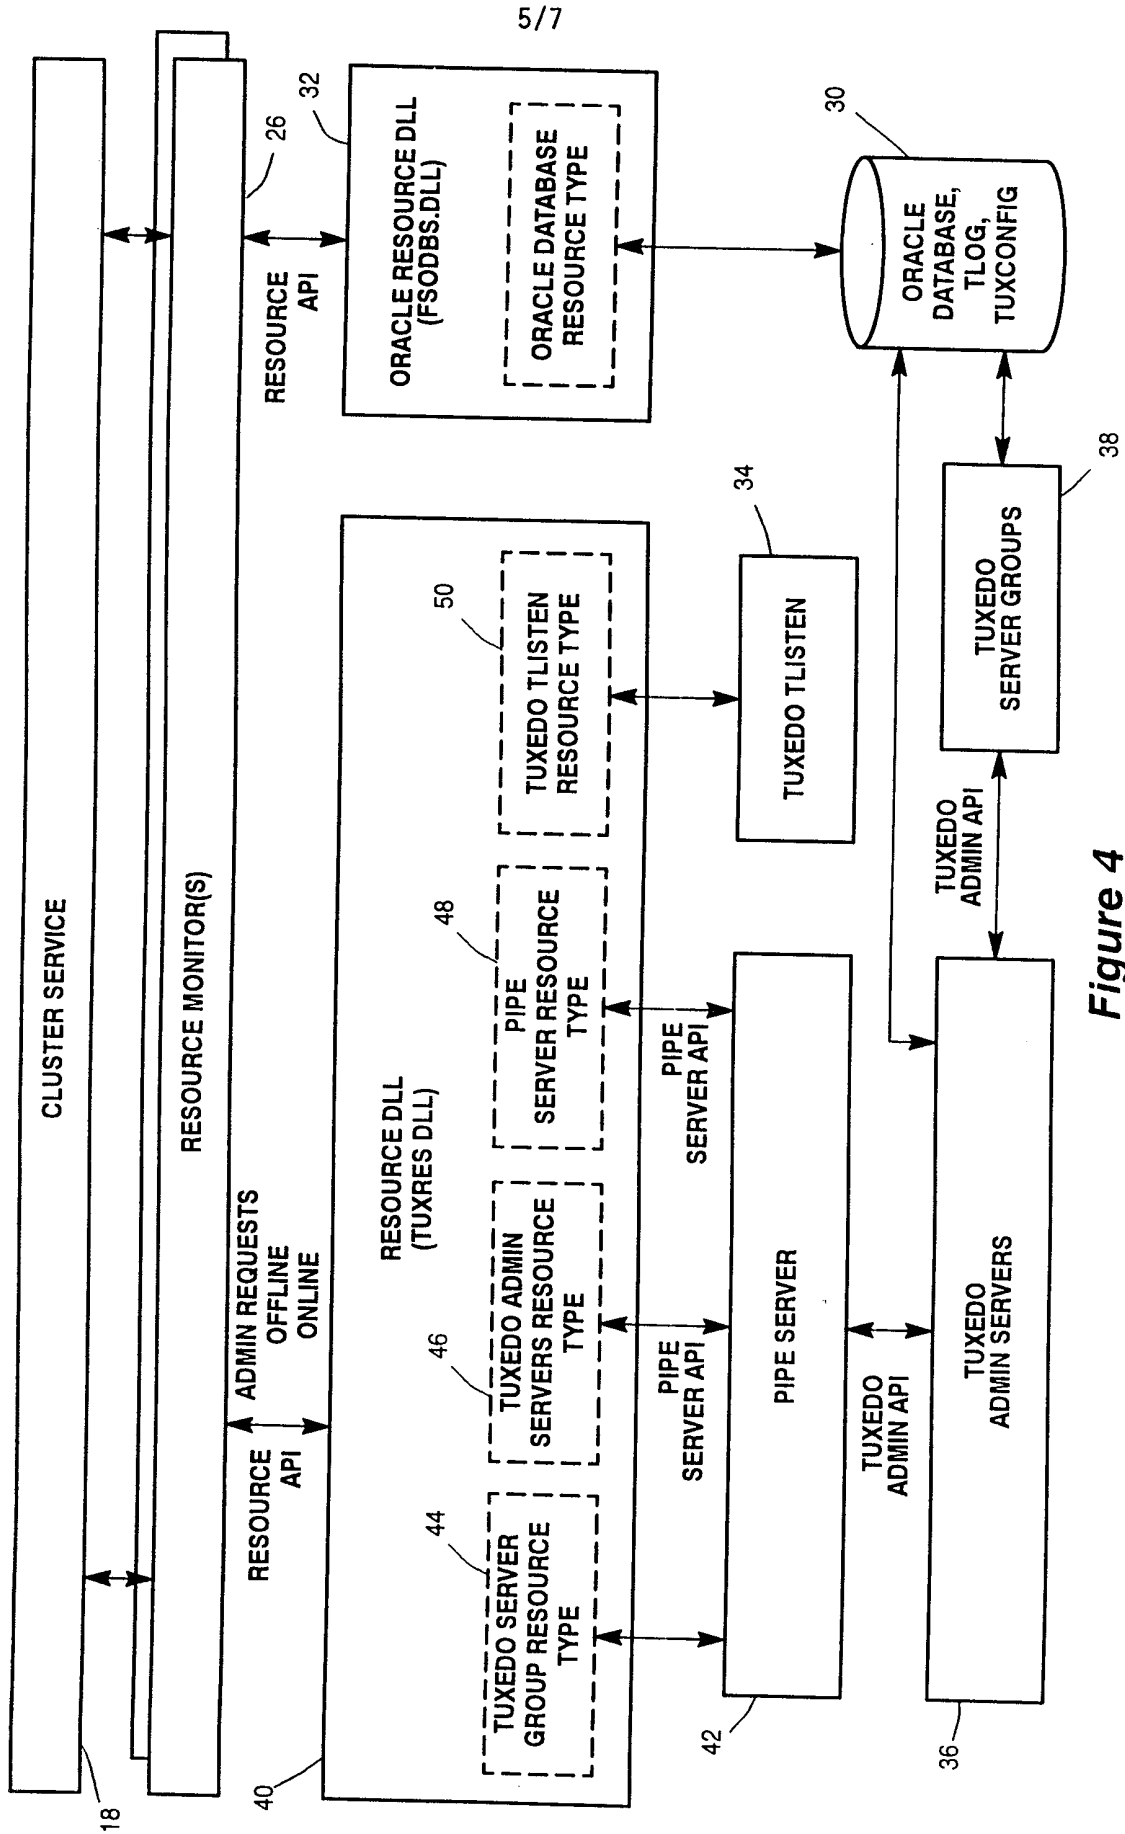 5/7
CLUSTER SERVICE
18
RESOURCE MONITOR(S)
26
RESOURCE
API
ADMIN REQUESTS
OFFLINE
ONLINE
RESOURCE
API
40
RESOURCE DLL
(TUXRES DLL)
32
ORACLE RESOURCE DLL
(FSODBS.DLL)
44
TUXEDO SERVER
GROUP RESOURCE
TYPE
46
TUXEDO ADMIN
SERVERS RESOURCE
TYPE
48
PIPE
SERVER RESOURCE
TYPE
50
TUXEDO TLISTEN
RESOURCE TYPE
ORACLE DATABASE
RESOURCE TYPE
PIPE
SERVER API
PIPE
SERVER API
42
PIPE SERVER
34
TUXEDO TLISTEN
30
ORACLE
DATABASE,
TLOG,
TUXCONFIG
TUXEDO
ADMIN API
36
TUXEDO
ADMIN SERVERS
TUXEDO
ADMIN API
TUXEDO
SERVER GROUPS
38
Figure 4